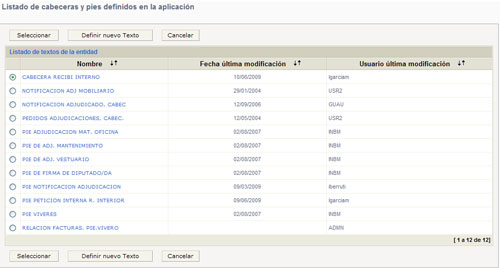 Listado de cabeceras y pies definidos en la aplicación
Seleccionar Definir nuevo Texto Cancelar
Listado de textos de la entidad
Nombre Fecha última modificación Usuario última modificación
CABECERA RECIBI INTERNO 10/06/2009 lgarciam
NOTIFICACION ADJ MOBILIARIO 29/01/2004 USR2
NOTIFICACION ADJUDICADO. CABEC 12/09/2006 GUAU
PEDIDOS ADJUDICACIONES. CABEC. 12/05/2004 USR2
PIE ADJUDICACION MAT. OFICINA 02/08/2007 INBM
PIE DE ADJ. MANTENIMIENTO 02/08/2007 INBM
PIE DE ADJ. VESTUARIO 02/08/2007 INBM
PIE DE FIRMA DE DIPUTADO/DA 02/08/2007 INBM
PIE NOTIFICACION ADJUDICACION 09/03/2009 iberruti
PIE PETICION INTERNA R. INTERIOR 09/06/2009 lgarciam
PIE VIVERES 02/08/2007 INBM
RELACION FACTURAS. PIE.VIVERO ADMN
[ 1 a 12 de 12]
Seleccionar Definir nuevo Texto Cancelar